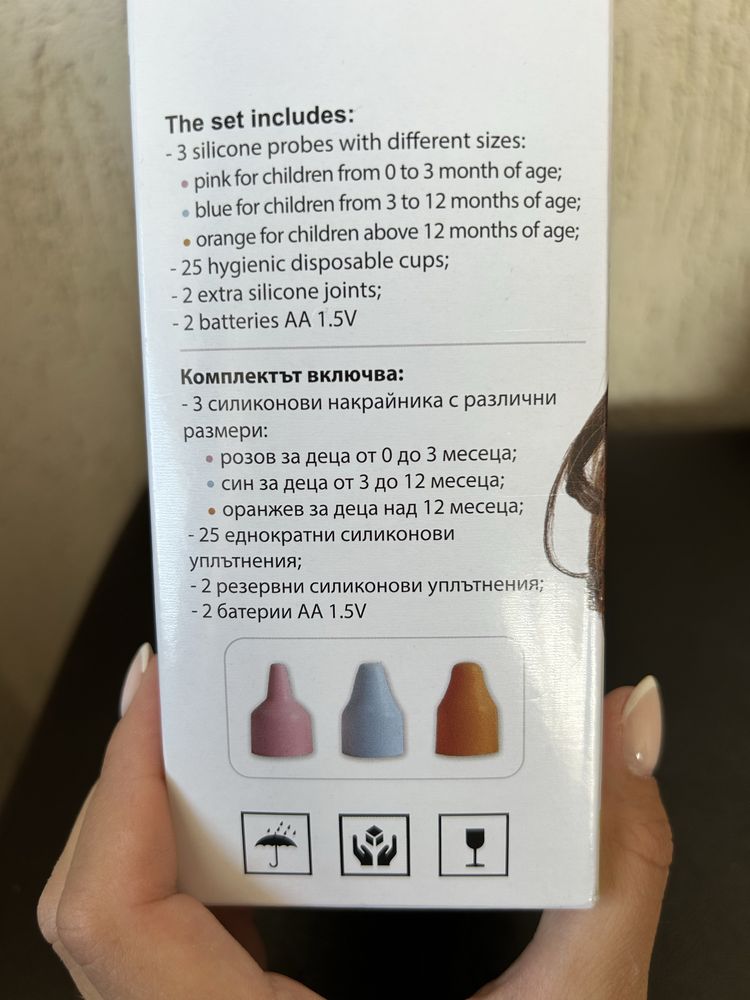 The set includes:
- 3 silicone probes with different sizes:
• pink for children from 0 to 3 month of age;
• blue for children from 3 to 12 months of age;
• orange for children above 12 months of age;
- 25 hygienic disposable cups;
- 2 extra silicone joints;
- 2 batteries AA 1.5V
Комплектът включва:
- 3 силиконови накрайника с различни
размери:
• розов за деца от 0 до 3 месеца;
• син за деца от 3 до 12 месеца;
• оранжев за деца над 12 месеца;
- 25 еднократни силиконови
уплътнения;
- 2 резервни силиконови уплътнения;
- 2 батерии АА 1.5V